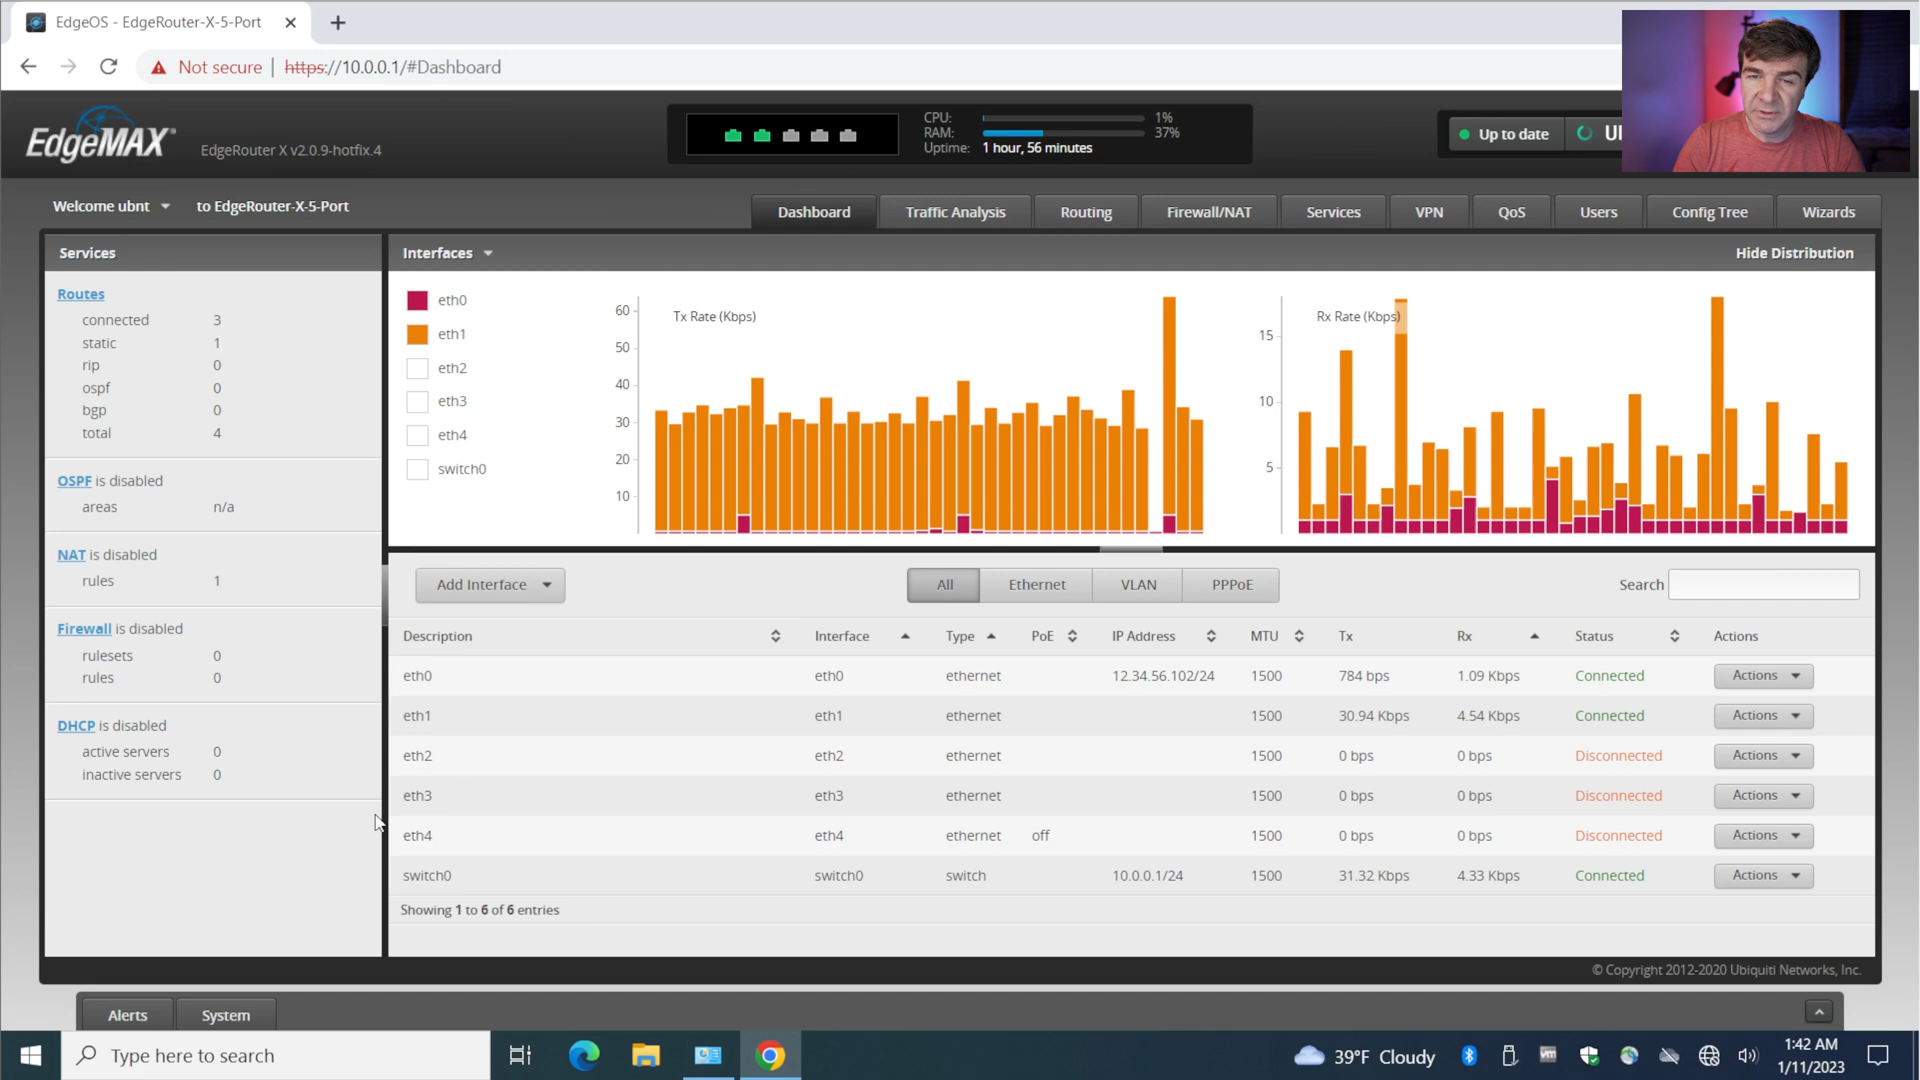 EdgeOS - EdgeRouter-X-5-Port
Not secure | https://10.0.0.1/#Dashboard
EdgeMAX
EdgeRouter X v2.0.9-hotfix.4
CPU: 1%
RAM: 37%
Uptime: 1 hour, 56 minutes
Up to date
Welcome ubnt
to EdgeRouter-X-5-Port
Dashboard
Traffic Analysis
Routing
Firewall/NAT
Services
VPN
QoS
Users
Config Tree
Wizards
Services
Routes
connected 3
static 1
rip 0
ospf 0
bgp 0
total 4
OSPF is disabled
areas n/a
NAT is disabled
rules 1
Firewall is disabled
rulesets 0
rules 0
DHCP is disabled
active servers 0
inactive servers 0
Interfaces
Hide Distribution
eth0
eth1
eth2
eth3
eth4
switch0
Tx Rate (Kbps)
60
50
40
30
20
10
Rx Rate (Kbps)
15
10
5
Add Interface
All
Ethernet
VLAN
PPPoE
Search
Description Interface Type PoE IP Address MTU Tx Rx Status Actions
eth0 eth0 ethernet 12.34.56.102/24 1500 784 bps 1.09 Kbps Connected Actions
eth1 eth1 ethernet 1500 30.94 Kbps 4.54 Kbps Connected Actions
eth2 eth2 ethernet 1500 0 bps 0 bps Disconnected Actions
eth3 eth3 ethernet 1500 0 bps 0 bps Disconnected Actions
eth4 eth4 ethernet off 1500 0 bps 0 bps Disconnected Actions
switch0 switch0 switch 10.0.0.1/24 1500 31.32 Kbps 4.33 Kbps Connected Actions
Showing 1 to 6 of 6 entries
© Copyright 2012-2020 Ubiquiti Networks, Inc.
Alerts
System
Type here to search
39°F Cloudy
vm
1:42 AM
1/11/2023